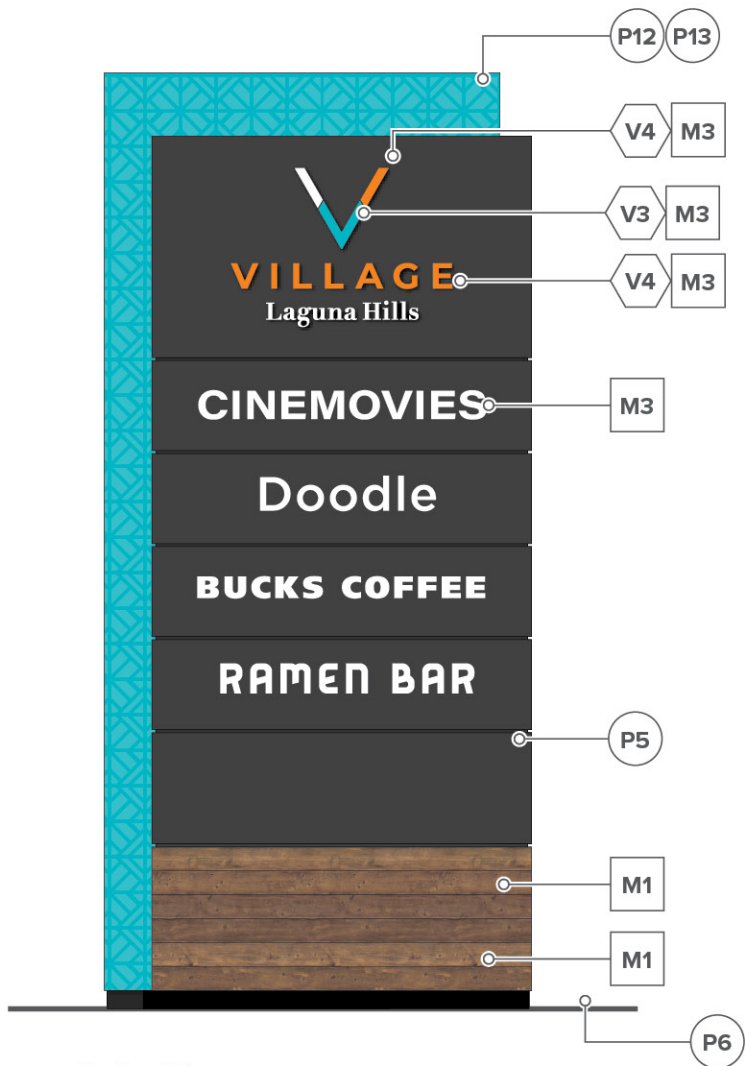 P12 P13
V4 M3
V3 M3
VILLAGE
V4 M3
Laguna Hills
CINEMOVIES
M3
Doodle
BUCKS COFFEE
RAMEN BAR
P5
M1
M1
P6